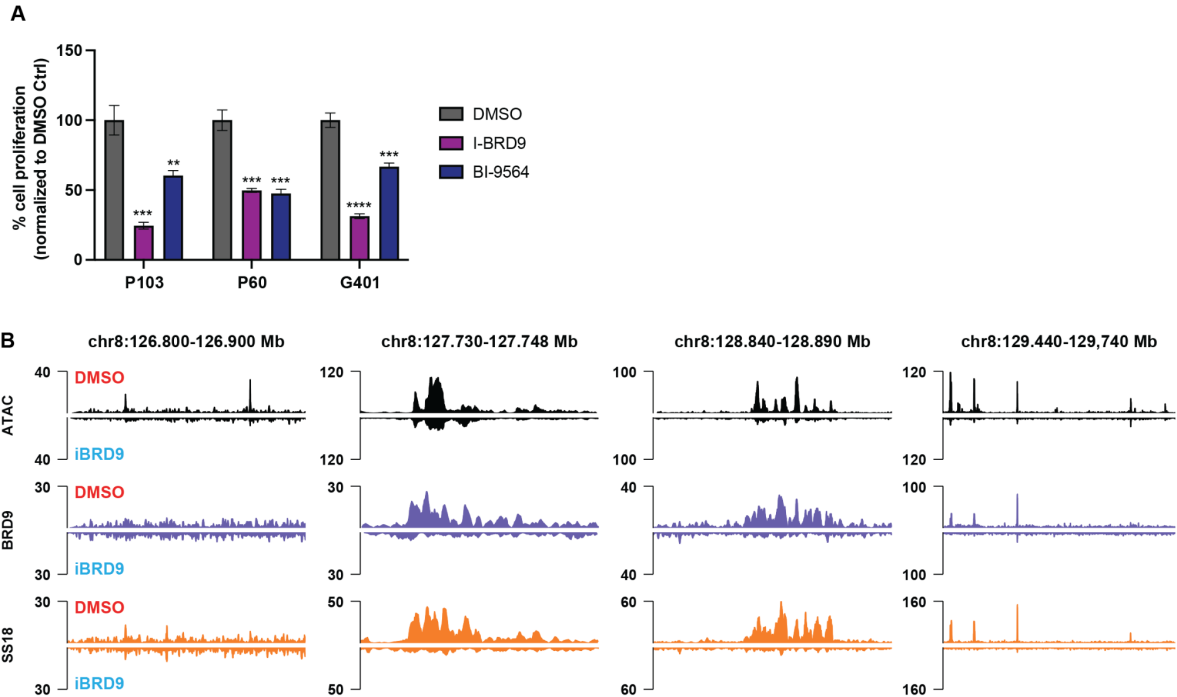 A
% cell proliferation
(normalized to DMSO Ctrl)
150
100
50
0
***
**
***
***
****
***
P103
P60
G401
DMSO
I-BRD9
BI-9564
B
chr8:126.800-126.900 Mb
chr8:127.730-127.748 Mb
chr8:128.840-128.890 Mb
chr8:129.440-129,740 Mb
ATAC
40
DMSO
iBRD9
40
120
120
100
100
120
120
BRD9
30
DMSO
iBRD9
30
30
30
40
40
100
100
SS18
30
DMSO
iBRD9
30
50
50
60
60
160
160